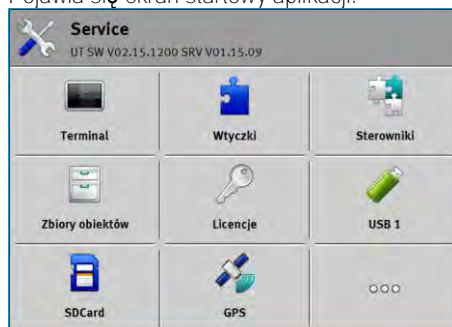 Pojawia się ekran startowy aplikacji.
Service
UT SW V02.15.1200 SRV V01.15.09
Terminal
Wtyczki
Sterowniki
Zbiory obiektów
Licencje
USB 1
SDCard
GPS